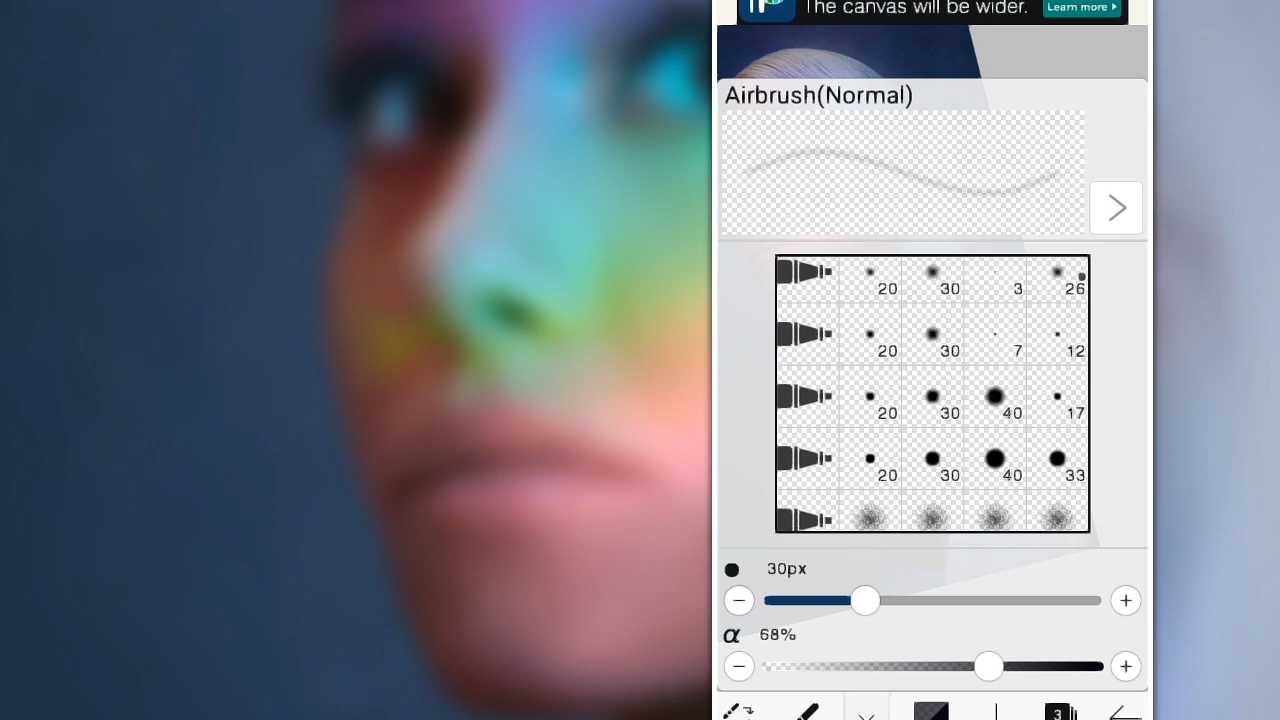 The canvas will be wider.
Learn more
Airbrush(Normal)
20 30 3 26
20 30 7 12
20 30 40 17
20 30 40 33
30px
α 68%
3